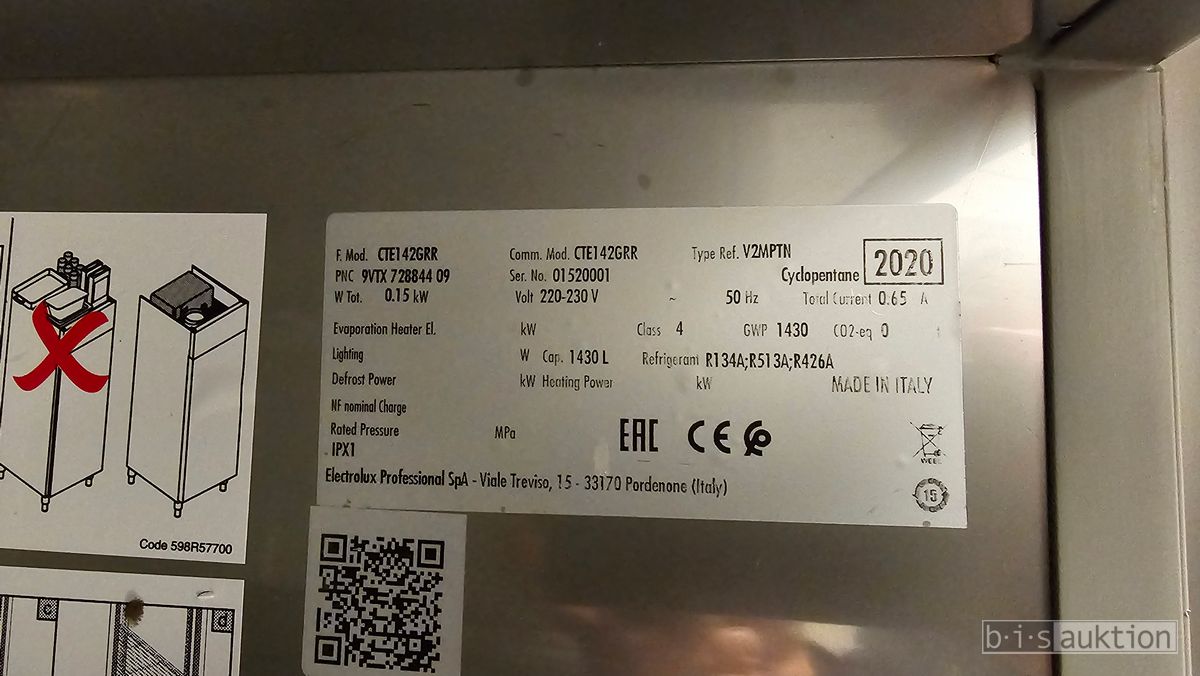 F. Mod. CTE142GRR Comm. Mod. CTE142GRR Type Ref. V2MPTN
PNC 9VTX 728844 09 Ser. No. 01520001 Cyclopentane 2020
W Tot. 0.15 kW Volt 220-230 V ~ 50 Hz Total Current 0.65 A
Evaporation Heater El. kW Class 4 GWP 1430 CO2-eq 0 t
Lighting W Cap. 1430 L Refrigerant R134A;R513A;R426A
Defrost Power kW Heating Power kW MADE IN ITALY
NF nominal Charge
Rated Pressure MPa
IPX1
EAC CE
WEEE
15
Electrolux Professional SpA - Viale Treviso, 15 - 33170 Pordenone (Italy)
Code 598R57700
C
C
b·i·s auktion